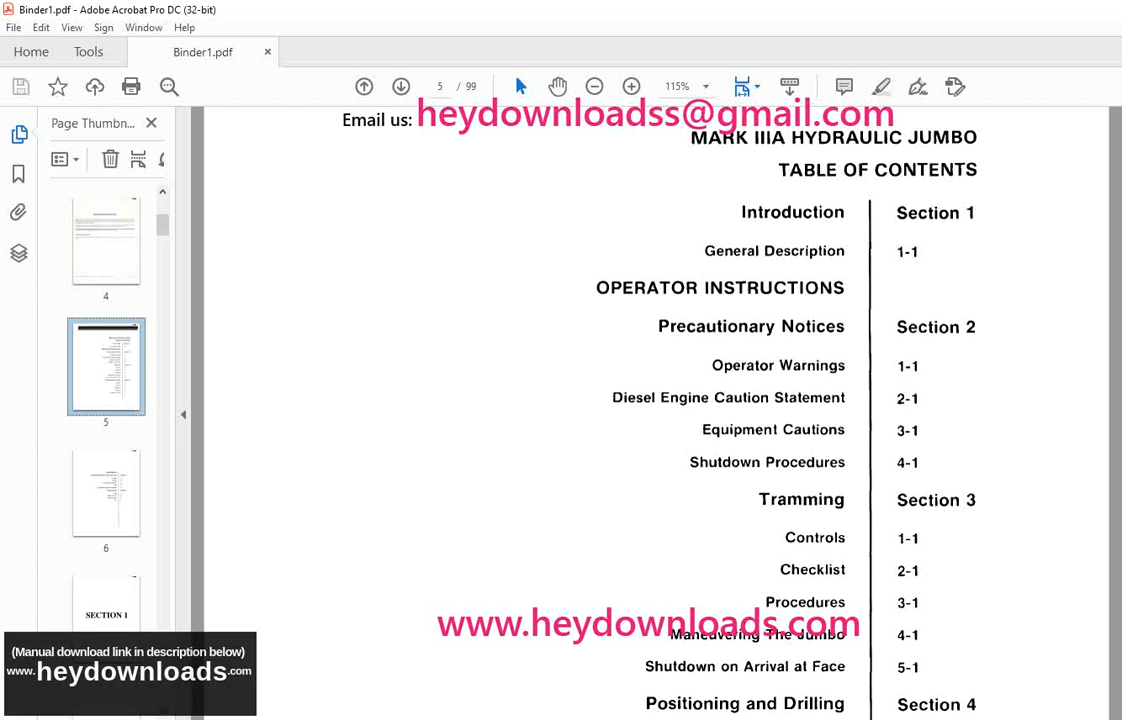 Binder1.pdf - Adobe Acrobat Pro DC (32-bit)
File Edit View Sign Window Help
Home Tools Binder1.pdf ×
5 / 99 115%
Page Thumbn...
4
5
6
SECTION 1
Email us: heydownloadss@gmail.com
MARK IIIA HYDRAULIC JUMBO
TABLE OF CONTENTS
Introduction Section 1
General Description 1-1
OPERATOR INSTRUCTIONS
Precautionary Notices Section 2
Operator Warnings 1-1
Diesel Engine Caution Statement 2-1
Equipment Cautions 3-1
Shutdown Procedures 4-1
Tramming Section 3
Controls 1-1
Checklist 2-1
Procedures 3-1
www.heydownloads.com
Maneuvering The Jumbo 4-1
Shutdown on Arrival at Face 5-1
Positioning and Drilling Section 4
(Manual download link in description below)
www.heydownloads.com